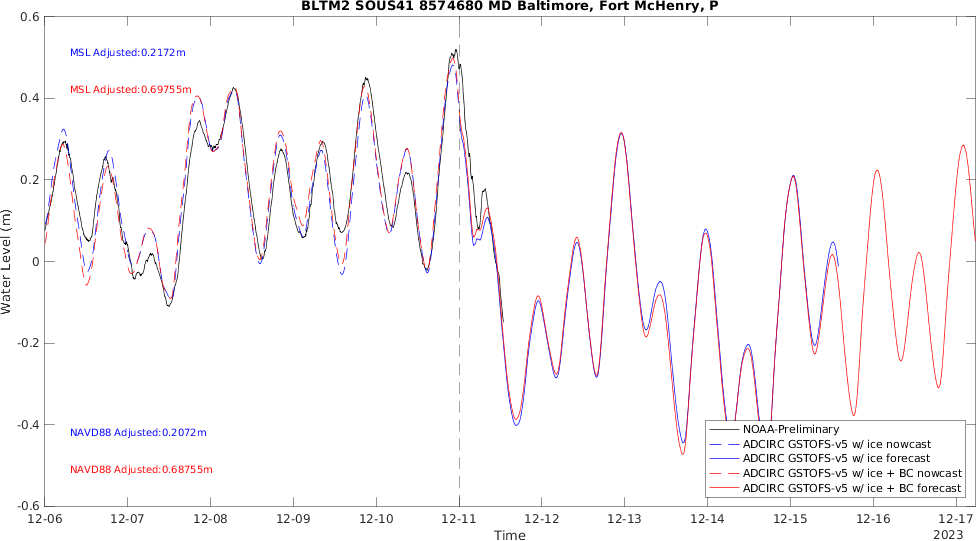 BLTM2 SOUS41 8574680 MD Baltimore, Fort McHenry, P
0.6
MSL Adjusted:0.2172m
MSL Adjusted:0.69755m
0.4
0.2
0
-0.2
-0.4
-0.6
Water Level (m)
NAVD88 Adjusted:0.2072m
NAVD88 Adjusted:0.68755m
NOAA-Preliminary
ADCIRC GSTOFS-v5 w/ ice nowcast
ADCIRC GSTOFS-v5 w/ ice forecast
ADCIRC GSTOFS-v5 w/ ice + BC nowcast
ADCIRC GSTOFS-v5 w/ ice + BC forecast
12-06 12-07 12-08 12-09 12-10 12-11 12-12 12-13 12-14 12-15 12-16 12-17
Time
2023